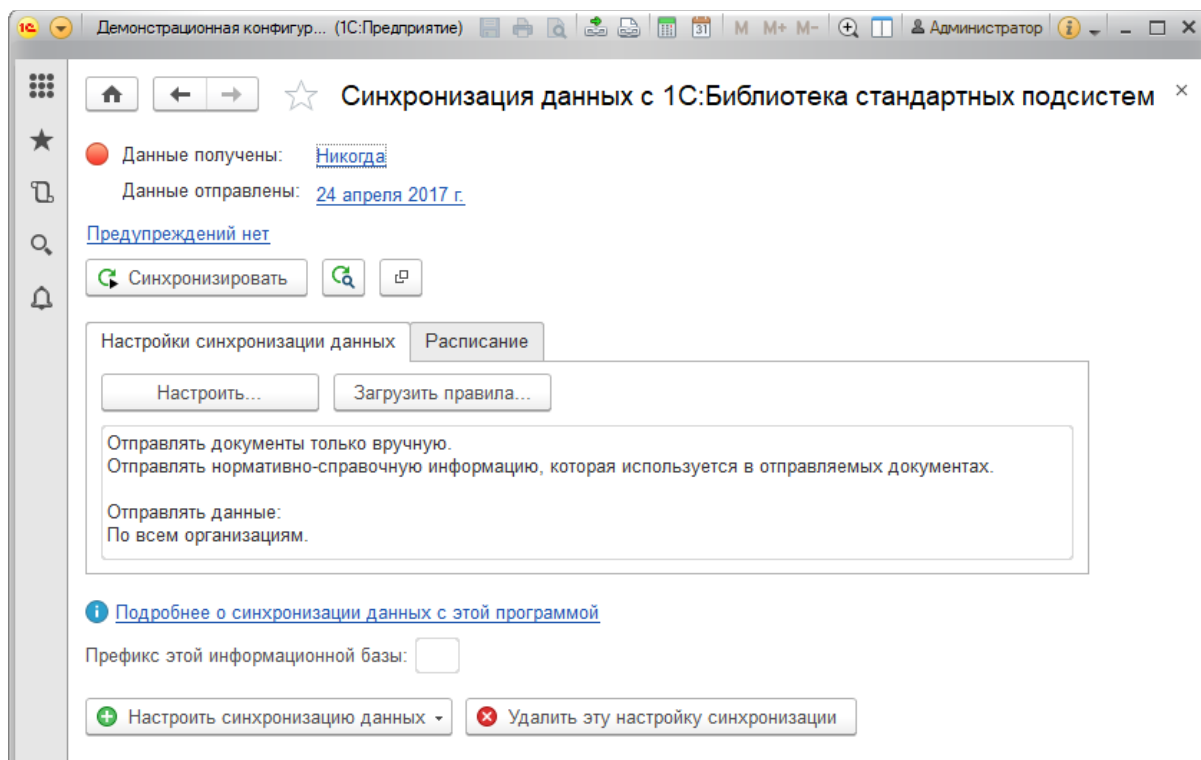 Демонстрационная конфигур... (1С:Предприятие) 31 M M+ M- Администратор
Синхронизация данных с 1С:Библиотека стандартных подсистем
Данные получены: Никогда
Данные отправлены: 24 апреля 2017 г.
Предупреждений нет
Синхронизировать
Настройки синхронизации данных Расписание
Настроить... Загрузить правила...
Отправлять документы только вручную.
Отправлять нормативно-справочную информацию, которая используется в отправляемых документах.
Отправлять данные:
По всем организациям.
Подробнее о синхронизации данных с этой программой
Префикс этой информационной базы:
Настроить синхронизацию данных Удалить эту настройку синхронизации